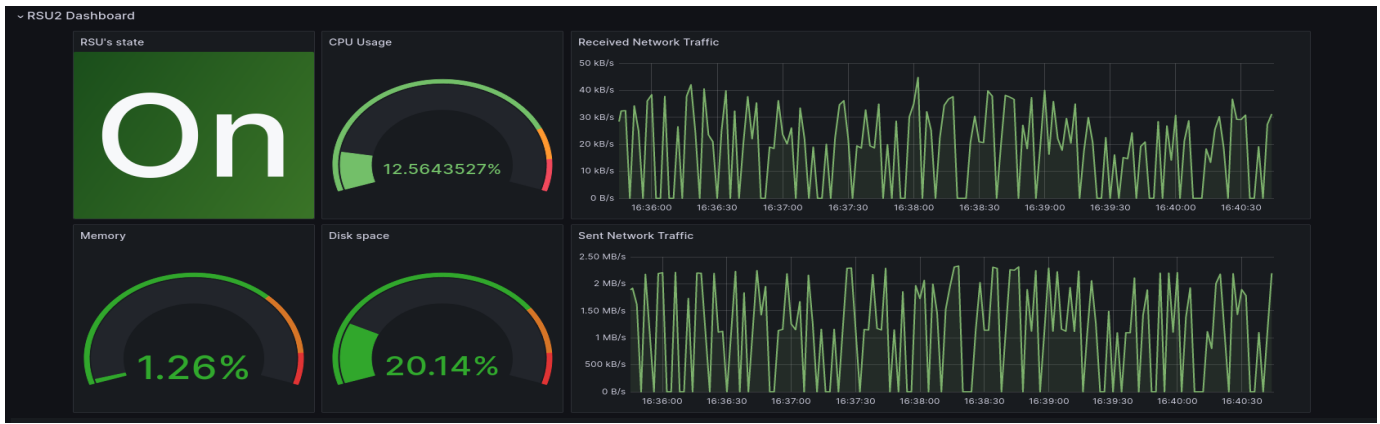 RSU2 Dashboard
RSU's state
On
CPU Usage
12.5643527%
Received Network Traffic
50 kB/s
40 kB/s
30 kB/s
20 kB/s
10 kB/s
0 B/s
16:36:00 16:36:30 16:37:00 16:37:30 16:38:00 16:38:30 16:39:00 16:39:30 16:40:00 16:40:30
Memory
1.26%
Disk space
20.14%
Sent Network Traffic
2.50 MB/s
2 MB/s
1.50 MB/s
1 MB/s
500 kB/s
0 B/s
16:36:00 16:36:30 16:37:00 16:37:30 16:38:00 16:38:30 16:39:00 16:39:30 16:40:00 16:40:30